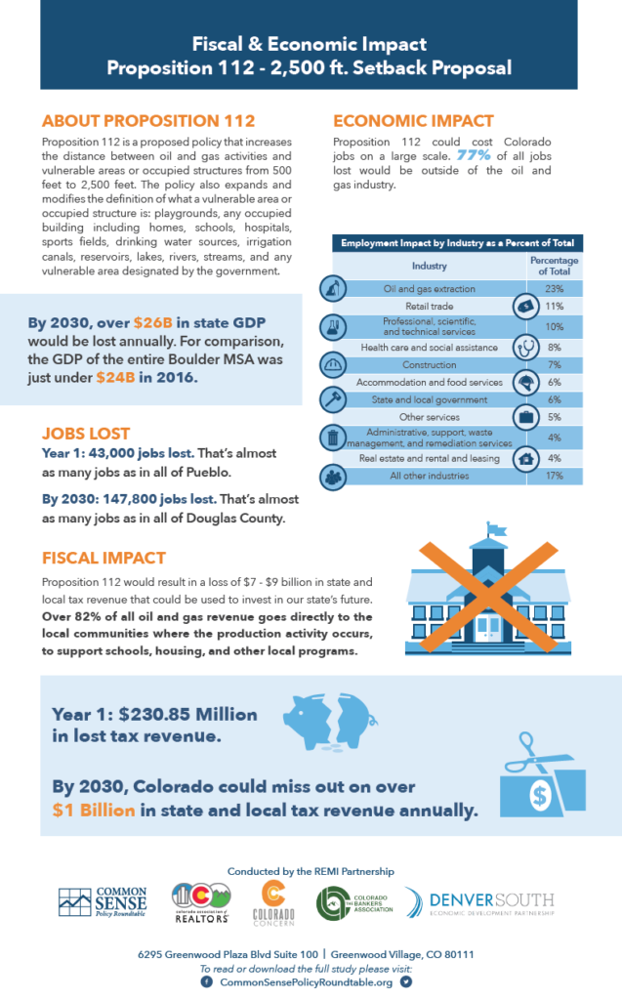 Fiscal & Economic Impact
Proposition 112 - 2,500 ft. Setback Proposal
ABOUT PROPOSITION 112
Proposition 112 is a proposed policy that increases
the distance between oil and gas activities and
vulnerable areas or occupied structures from 500
feet to 2,500 feet. The policy also expands and
modifies the definition of what a vulnerable area or
occupied structure is: playgrounds, any occupied
building including homes, schools, hospitals,
sports fields, drinking water sources, irrigation
canals, reservoirs, lakes, rivers, streams, and any
vulnerable area designated by the government.
By 2030, over $26B in state GDP
would be lost annually. For comparison,
the GDP of the entire Boulder MSA was
just under $24B in 2016.
JOBS LOST
Year 1: 43,000 jobs lost. That's almost
as many jobs as in all of Pueblo.
By 2030: 147,800 jobs lost. That's almost
as many jobs as in all of Douglas County.
ECONOMIC IMPACT
Proposition 112 could cost Colorado
jobs on a large scale. 77% of all jobs
lost would be outside of the oil and
gas industry.
Employment Impact by Industry as a Percent of Total
Industry
Percentage
of Total
Oil and gas extraction 23%
Retail trade 11%
Professional, scientific,
and technical services 10%
Health care and social assistance 8%
Construction 7%
Accommodation and food services 6%
State and local government 6%
Other services 5%
Administrative, support, waste
management, and remediation services 4%
Real estate and rental and leasing 4%
All other industries 17%
FISCAL IMPACT
Proposition 112 would result in a loss of $7 - $9 billion in state and
local tax revenue that could be used to invest in our state's future.
Over 82% of all oil and gas revenue goes directly to the
local communities where the production activity occurs,
to support schools, housing, and other local programs.
Year 1: $230.85 Million
in lost tax revenue.
By 2030, Colorado could miss out on over
$1 Billion in state and local tax revenue annually.
$
Conducted by the REMI Partnership
COMMON
SENSE
Policy Roundtable
colorado association of
REALTORS
COLORADO
CONCERN
COLORADO
THE BANKERS
ASSOCIATION
DENVERSOUTH
ECONOMIC DEVELOPMENT PARTNERSHIP
6295 Greenwood Plaza Blvd Suite 100 | Greenwood Village, CO 80111
To read or download the full study please visit:
CommonSensePolicyRoundtable.org